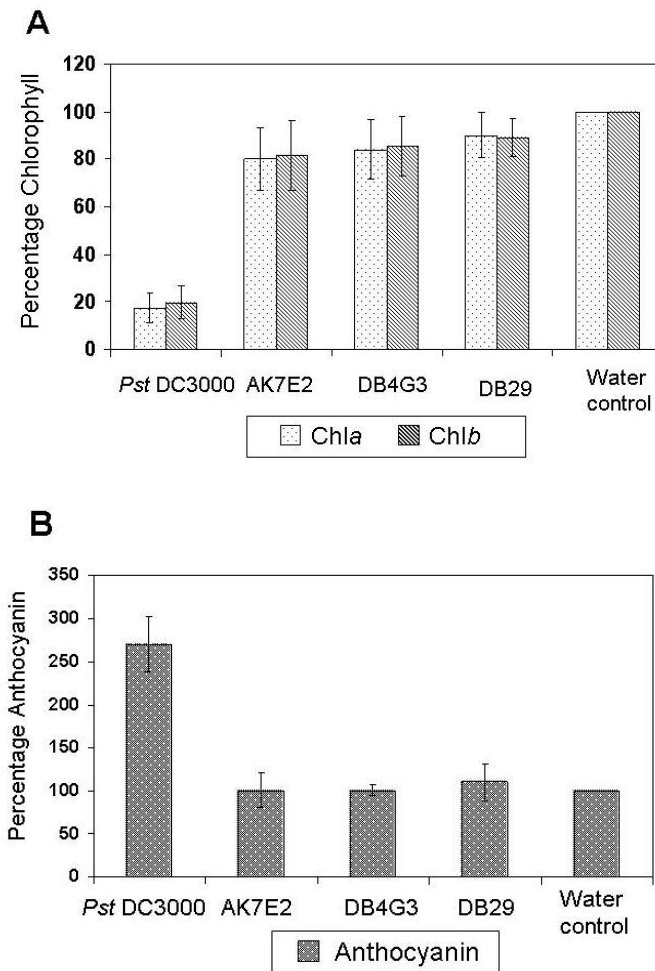 A
Percentage Chlorophyll
120
100
80
60
40
20
0
Pst DC3000 AK7E2 DB4G3 DB29 Water control
Chla Chlb
B
Percentage Anthocyanin
350
300
250
200
150
100
50
0
Pst DC3000 AK7E2 DB4G3 DB29 Water control
Anthocyanin